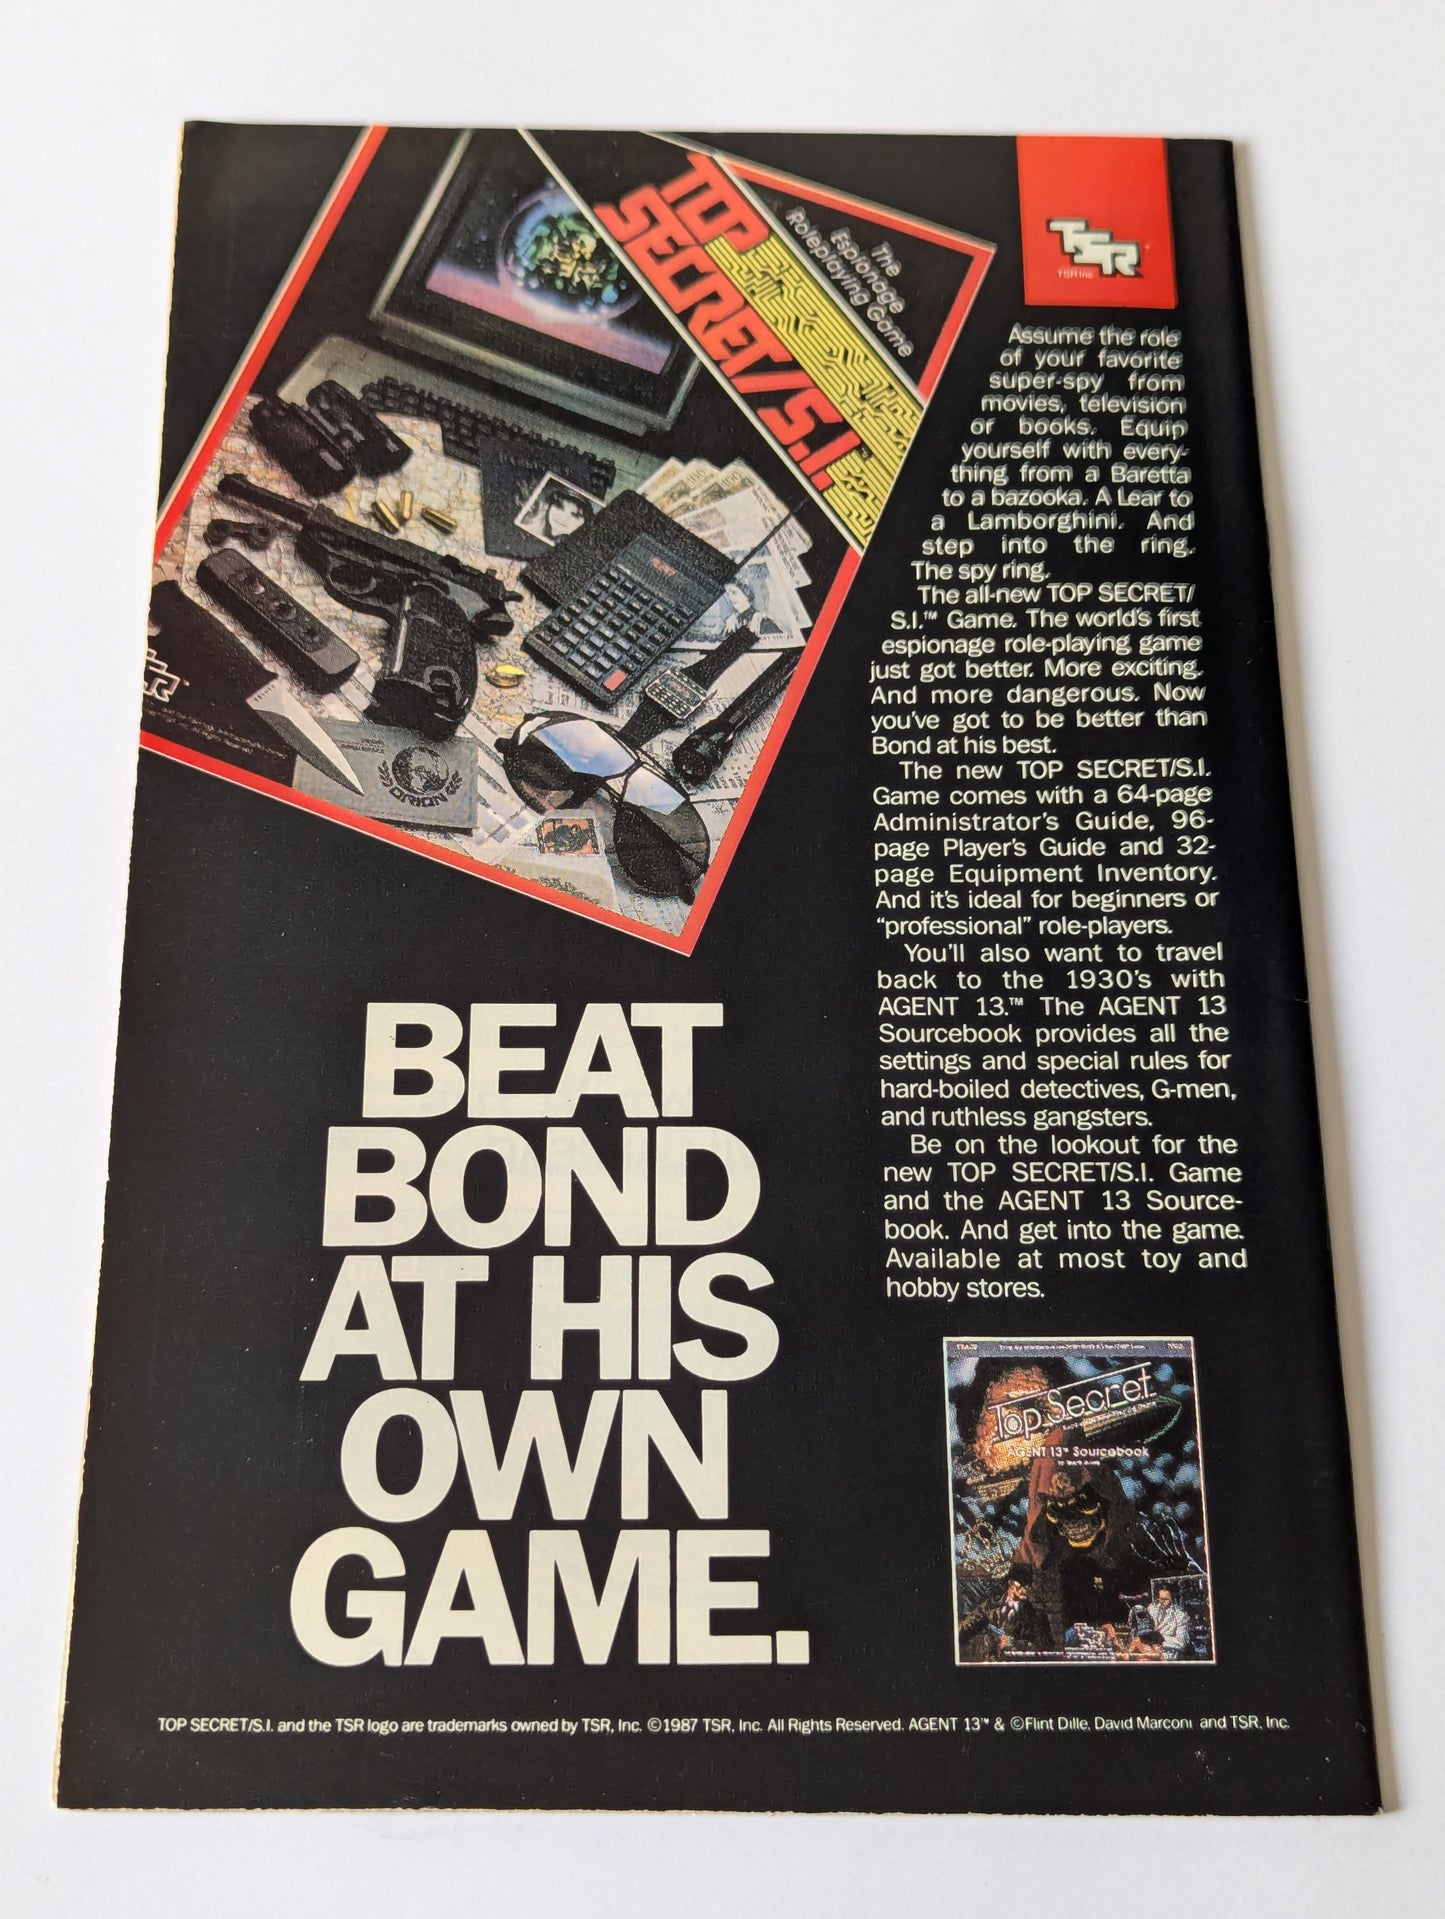 TOP
SECRET/S.I.
The
Espionage
Roleplaying Game
TSR
TSR Inc
ORION
Assume the role
of your favorite
super-spy from
movies, television
or books. Equip
yourself with every-
thing from a Baretta
to a bazooka. A Lear to
a Lamborghini. And
step into the ring.
The spy ring.
The all-new TOP SECRET/
S.I.™ Game. The world's first
espionage role-playing game
just got better. More exciting.
And more dangerous. Now
you've got to be better than
Bond at his best.
The new TOP SECRET/S.I.
Game comes with a 64-page
Administrator's Guide, 96-
page Player's Guide and 32-
page Equipment Inventory.
And it's ideal for beginners or
"professional" role-players.
You'll also want to travel
back to the 1930's with
AGENT 13.™ The AGENT 13
Sourcebook provides all the
settings and special rules for
hard-boiled detectives, G-men,
and ruthless gangsters.
Be on the lookout for the
new TOP SECRET/S.I. Game
and the AGENT 13 Source-
book. And get into the game.
Available at most toy and
hobby stores.
BEAT
BOND
AT HIS
OWN
GAME.
Top Secret
AGENT 13™ Sourcebook
TOP SECRET/S.I. and the TSR logo are trademarks owned by TSR, Inc. ©1987 TSR, Inc. All Rights Reserved. AGENT 13™ & ©Flint Dille, David Marconi and TSR, Inc.